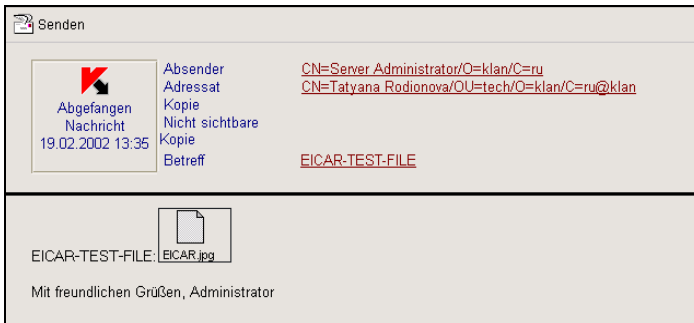 Senden
Abgefangen
Nachricht
19.02.2002 13:35
Absender CN=Server Administrator/O=klan/C=ru
Adressat CN=Tatyana Rodionova/OU=tech/O=klan/C=ru@klan
Kopie
Nicht sichtbare
Kopie
Betreff EICAR-TEST-FILE
EICAR-TEST-FILE: EICAR.jpg
Mit freundlichen Grüßen, Administrator